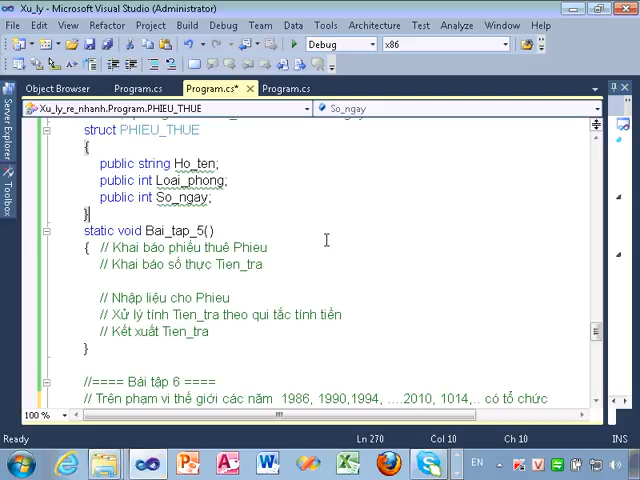 Xu_ly - Microsoft Visual Studio (Administrator)
File Edit View Refactor Project Build Debug Team Data Tools Architecture Test Analyze Window Help
Debug x86
Object Browser Program.cs Program.cs* Program.cs
Xu_ly_re_nhanh.Program.PHIEU_THUE So_ngay
Server Explorer
Toolbox
struct PHIEU_THUE
{
public string Ho_ten;
public int Loai_phong;
public int So_ngay;
}
static void Bai_tap_5()
{ // Khai báo phiếu thuê Phieu
// Khai báo số thực Tien_tra
// Nhập liệu cho Phieu
// Xử lý tính Tien_tra theo qui tắc tính tiền
// Kết xuất Tien_tra
}
//==== Bài tập 6 ====
// Trên phạm vi thế giới các năm 1986, 1990,1994, ....2010, 1014,.. có tổ chức
100 %
Ready Ln 270 Col 10 Ch 10
EN